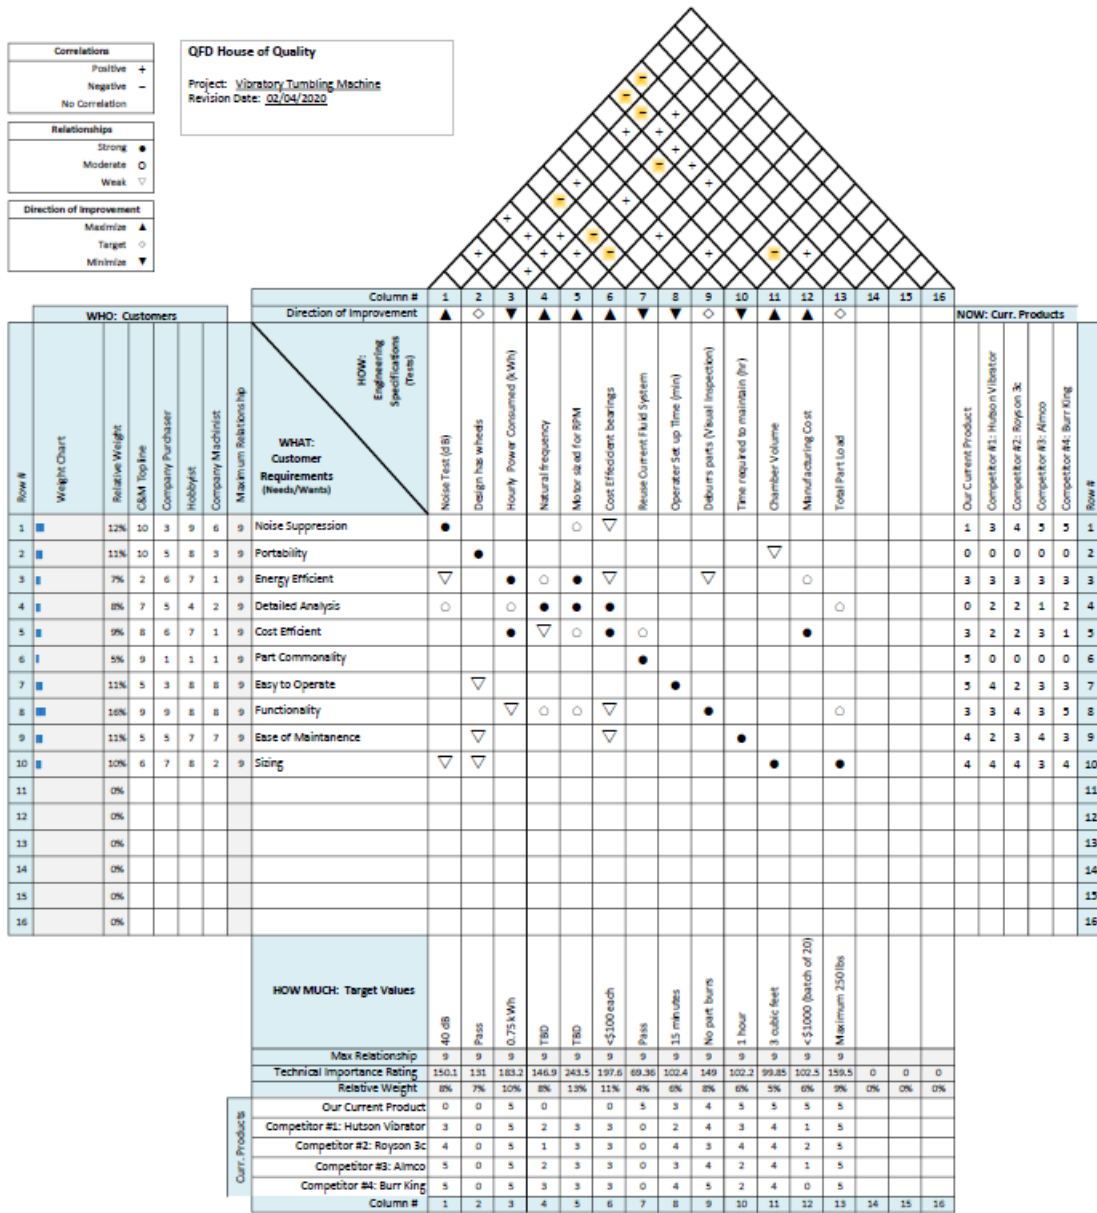 Correlations
Positive +
Negative −
No Correlation
Relationships
Strong ●
Moderate ○
Weak ▽
Direction of Improvement
Maximize ▲
Target ◇
Minimize ▼
QFD House of Quality
Project: Vibratory Tumbling Machine
Revision Date: 02/04/2020
Column # 1 2 3 4 5 6 7 8 9 10 11 12 13 14 15 16
WHO: Customers
Direction of Improvement ▲ ◇ ▼ ▲ ▲ ▲ ▼ ▼ ◇ ▼ ▲ ▲ ◇
NOW: Curr. Products
Row #
Weight Chart
Relative Weight
C&M Topline
Company Purchaser
Hobbyist
Company Machinist
Maximum Relationship
HOW:
Engineering
Specifications
(Tests)
WHAT:
Customer
Requirements
(Needs/Wants)
Noise Test (dB)
Design has wheels
Hourly Power Consumed (kWh)
Natural frequency
Motor sized for RPM
Cost Effecicient bearings
Reuse Current Fluid System
Operator Set up Time (min)
Deburrs parts (Visual Inspection)
Time required to maintain (hr)
Chamber Volume
Manufacturing Cost
Total Part Load
Our Current Product
Competitor #1: Hutson Vibrator
Competitor #2: Royson 3c
Competitor #3: Almco
Competitor #4: Burr King
Row #
1 12% 10 3 9 6 9 Noise Suppression ● ○ ▽ 1 3 4 5 5 1
2 11% 10 5 8 3 9 Portability ● ▽ 0 0 0 0 0 2
3 7% 2 6 7 1 9 Energy Efficient ▽ ● ○ ● ▽ ▽ ○ 3 3 3 3 3 3
4 8% 7 5 4 2 9 Detailed Analysis ○ ○ ● ● ● ○ 0 2 2 1 2 4
5 9% 8 6 7 1 9 Cost Efficient ● ▽ ○ ● ○ ● 3 2 2 3 1 5
6 5% 9 1 1 1 9 Part Commonality ● 5 0 0 0 0 6
7 11% 5 3 8 8 9 Easy to Operate ▽ ● 5 4 2 3 3 7
8 16% 9 9 8 8 9 Functionality ▽ ○ ○ ▽ ● ○ 3 3 4 3 5 8
9 11% 5 5 7 7 9 Ease of Maintanence ▽ ▽ ● 4 2 3 4 3 9
10 10% 6 7 8 2 9 Sizing ▽ ▽ ● ● 4 4 4 3 4 10
11 0% 11
12 0% 12
13 0% 13
14 0% 14
15 0% 15
16 0% 16
HOW MUCH: Target Values
40 dB
Pass
0.75 kWh
TBD
TBD
<$100 each
Pass
15 minutes
No part burrs
1 hour
3 cubic feet
< $1000 (batch of 20)
Maximum 250 lbs
Max Relationship 9 9 9 9 9 9 9 9 9 9 9 9 9
Technical Importance Rating 150.1 131 183.2 146.9 243.5 197.6 69.36 102.4 149 102.2 99.85 102.5 159.5 0 0 0
Relative Weight 8% 7% 10% 8% 13% 11% 4% 6% 8% 6% 5% 6% 9% 0% 0% 0%
Curr. Products
Our Current Product 0 0 5 0 0 5 3 4 5 5 5 5
Competitor #1: Hutson Vibrator 3 0 5 2 3 3 0 2 4 3 4 1 5
Competitor #2: Royson 3c 4 0 5 1 3 3 0 4 3 4 4 2 5
Competitor #3: Almco 5 0 5 2 3 3 0 3 4 2 4 1 5
Competitor #4: Burr King 5 0 5 3 3 3 0 4 5 2 4 0 5
Column # 1 2 3 4 5 6 7 8 9 10 11 12 13 14 15 16